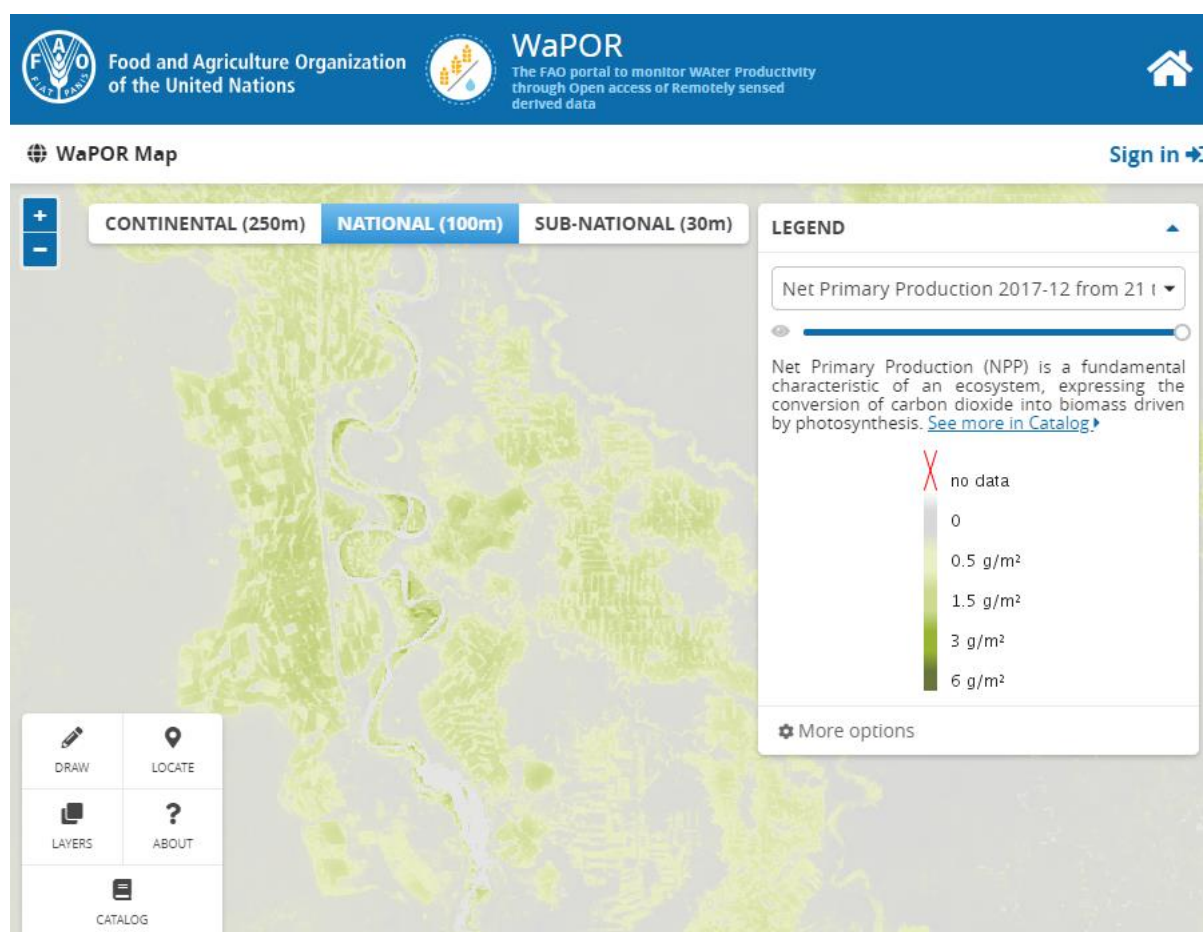 F A O
FIAT PANIS
Food and Agriculture Organization
of the United Nations
WaPOR
The FAO portal to monitor WAter Productivity
through Open access of Remotely sensed
derived data
WaPOR Map
Sign in
+
−
CONTINENTAL (250m) NATIONAL (100m) SUB-NATIONAL (30m)
LEGEND
Net Primary Production 2017-12 from 21
Net Primary Production (NPP) is a fundamental
characteristic of an ecosystem, expressing the
conversion of carbon dioxide into biomass driven
by photosynthesis. See more in Catalog
no data
0
0.5 g/m²
1.5 g/m²
3 g/m²
6 g/m²
More options
DRAW LOCATE
LAYERS ? ABOUT
CATALOG